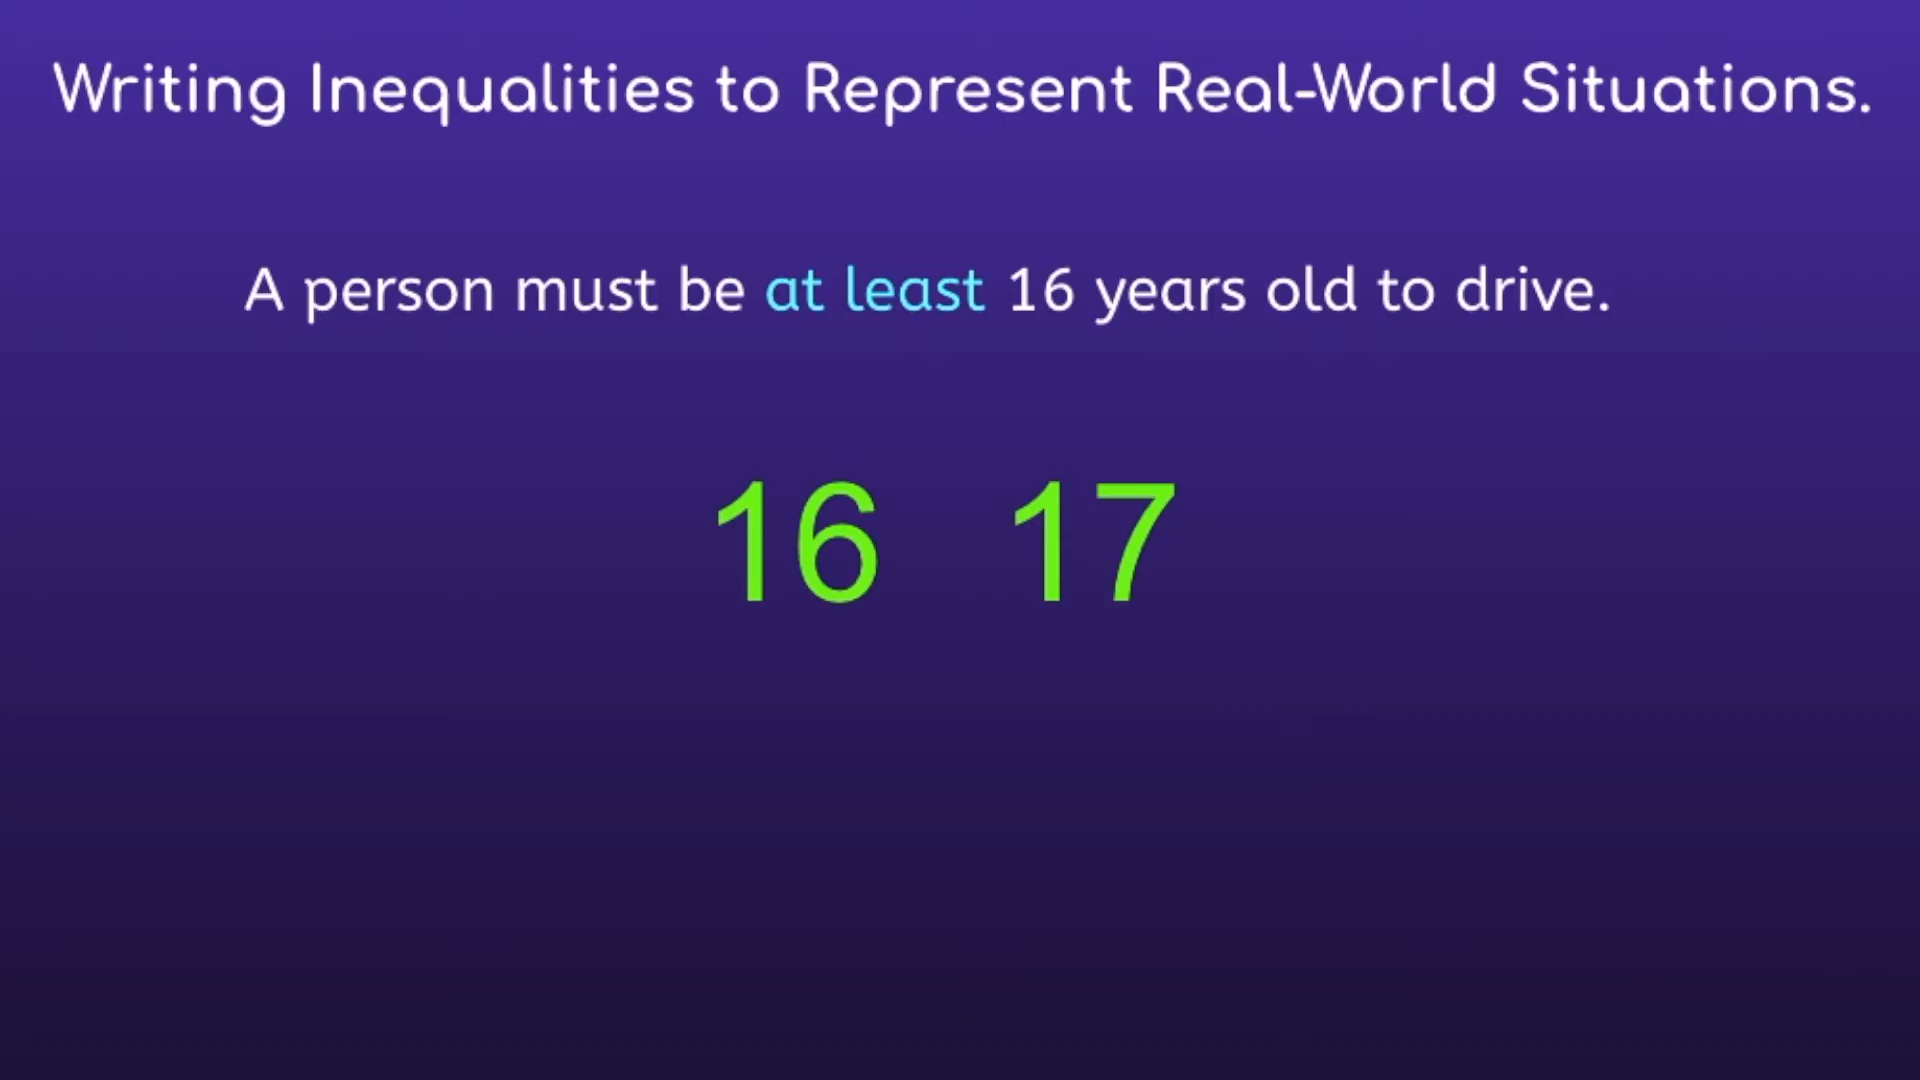 Writing Inequalities to Represent Real-World Situations.
A person must be at least 16 years old to drive.
16 17